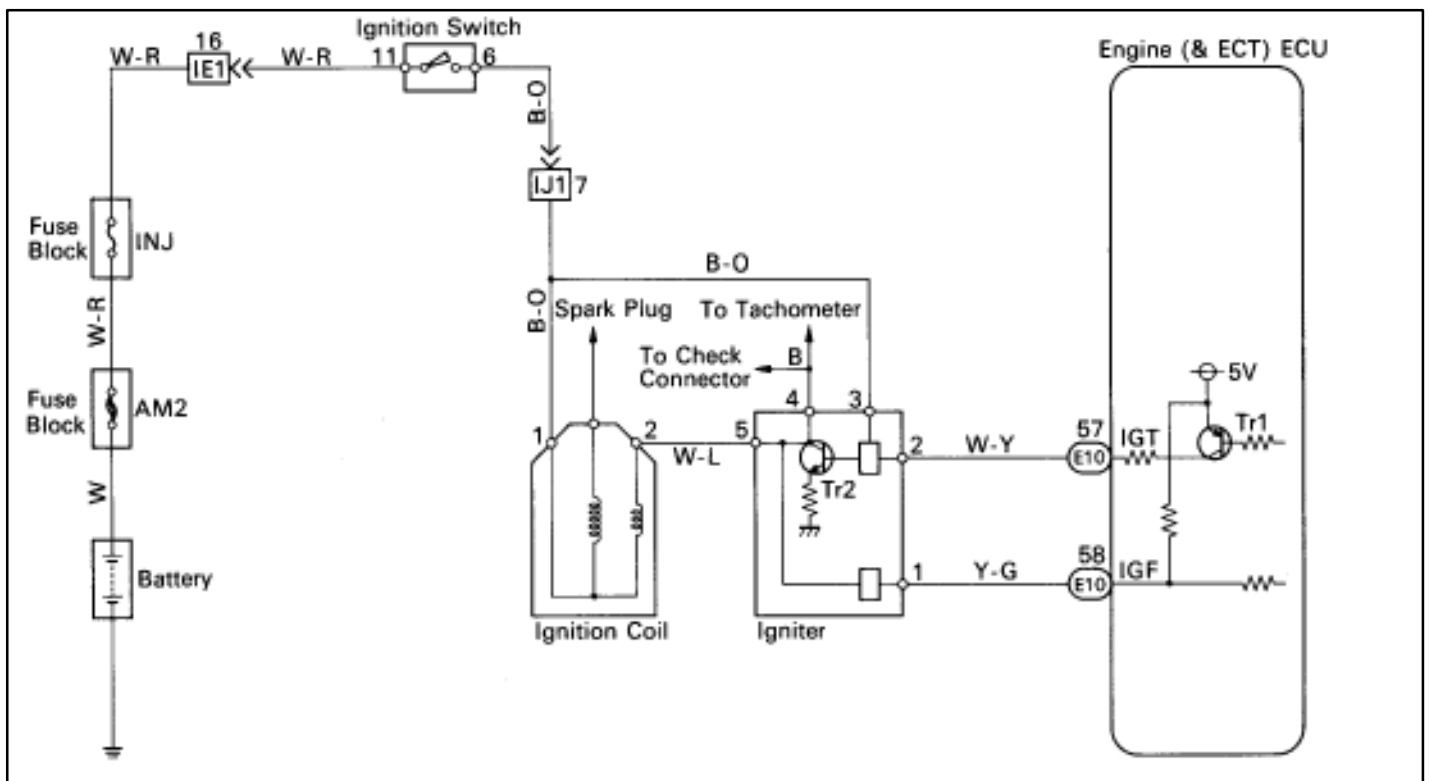 Ignition Switch
16
W-R
IE1
W-R
11
6
Engine (& ECT) ECU
B-O
IJ1
7
Fuse
Block
INJ
W-R
B-O
B-O
Spark Plug
To Tachometer
To Check
Connector
B
Fuse
Block
AM2
W
Battery
1
2
W-L
5
4
3
Tr2
2
W-Y
57
E10
IGT
5V
Tr1
1
Y-G
58
E10
IGF
Ignition Coil
Igniter